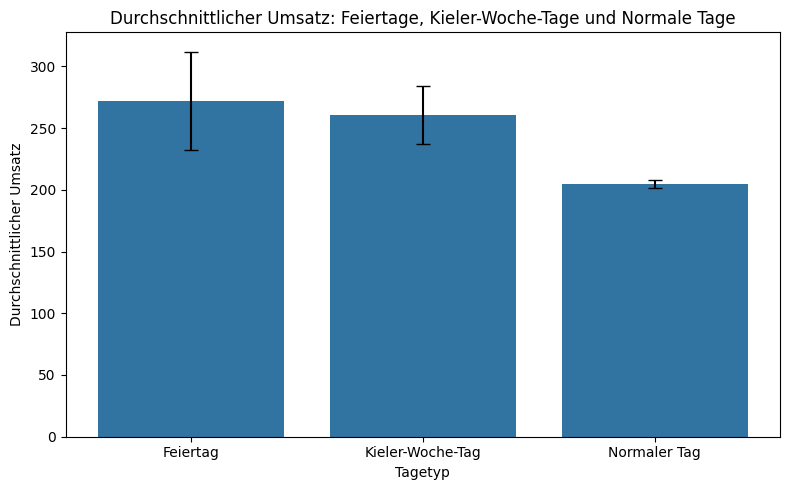 Durchschnittlicher Umsatz: Feiertage, Kieler-Woche-Tage und Normale Tage
Durchschnittlicher Umsatz
300
250
200
150
100
50
0
Feiertag
Kieler-Woche-Tag
Normaler Tag
Tagetyp